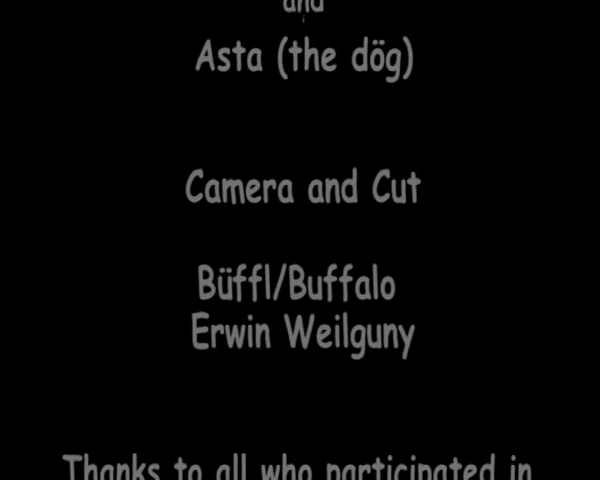 and
Asta (the dög)
Camera and Cut
Büffl/Buffalo
Erwin Weilguny
Thanks to all who participated in